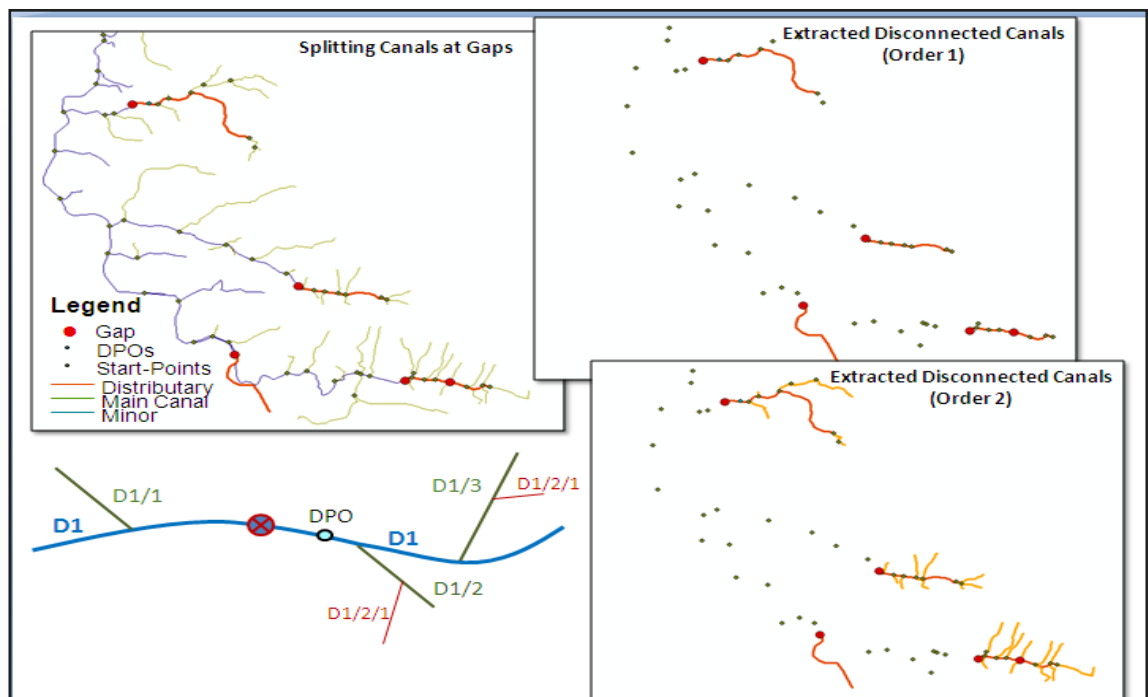 Splitting Canals at Gaps
Legend
Gap
DPOs
Start-Points
Distributary
Main Canal
Minor
Extracted Disconnected Canals
(Order 1)
Extracted Disconnected Canals
(Order 2)
D1/1
D1
DPO
D1
D1/3
D1/2/1
D1/2
D1/2/1